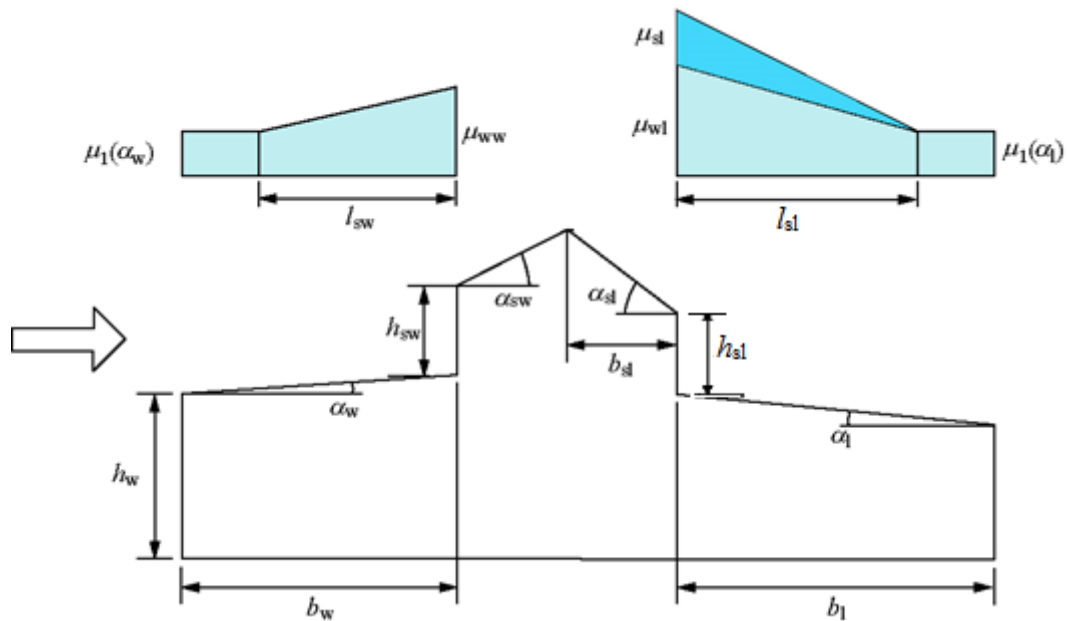 μsl
μwl
μ1(αw)
μww
μ1(αl)
lsw
lsl
αsw
αsl
hsw
bsl
hsl
αw
αl
hw
bw
bl